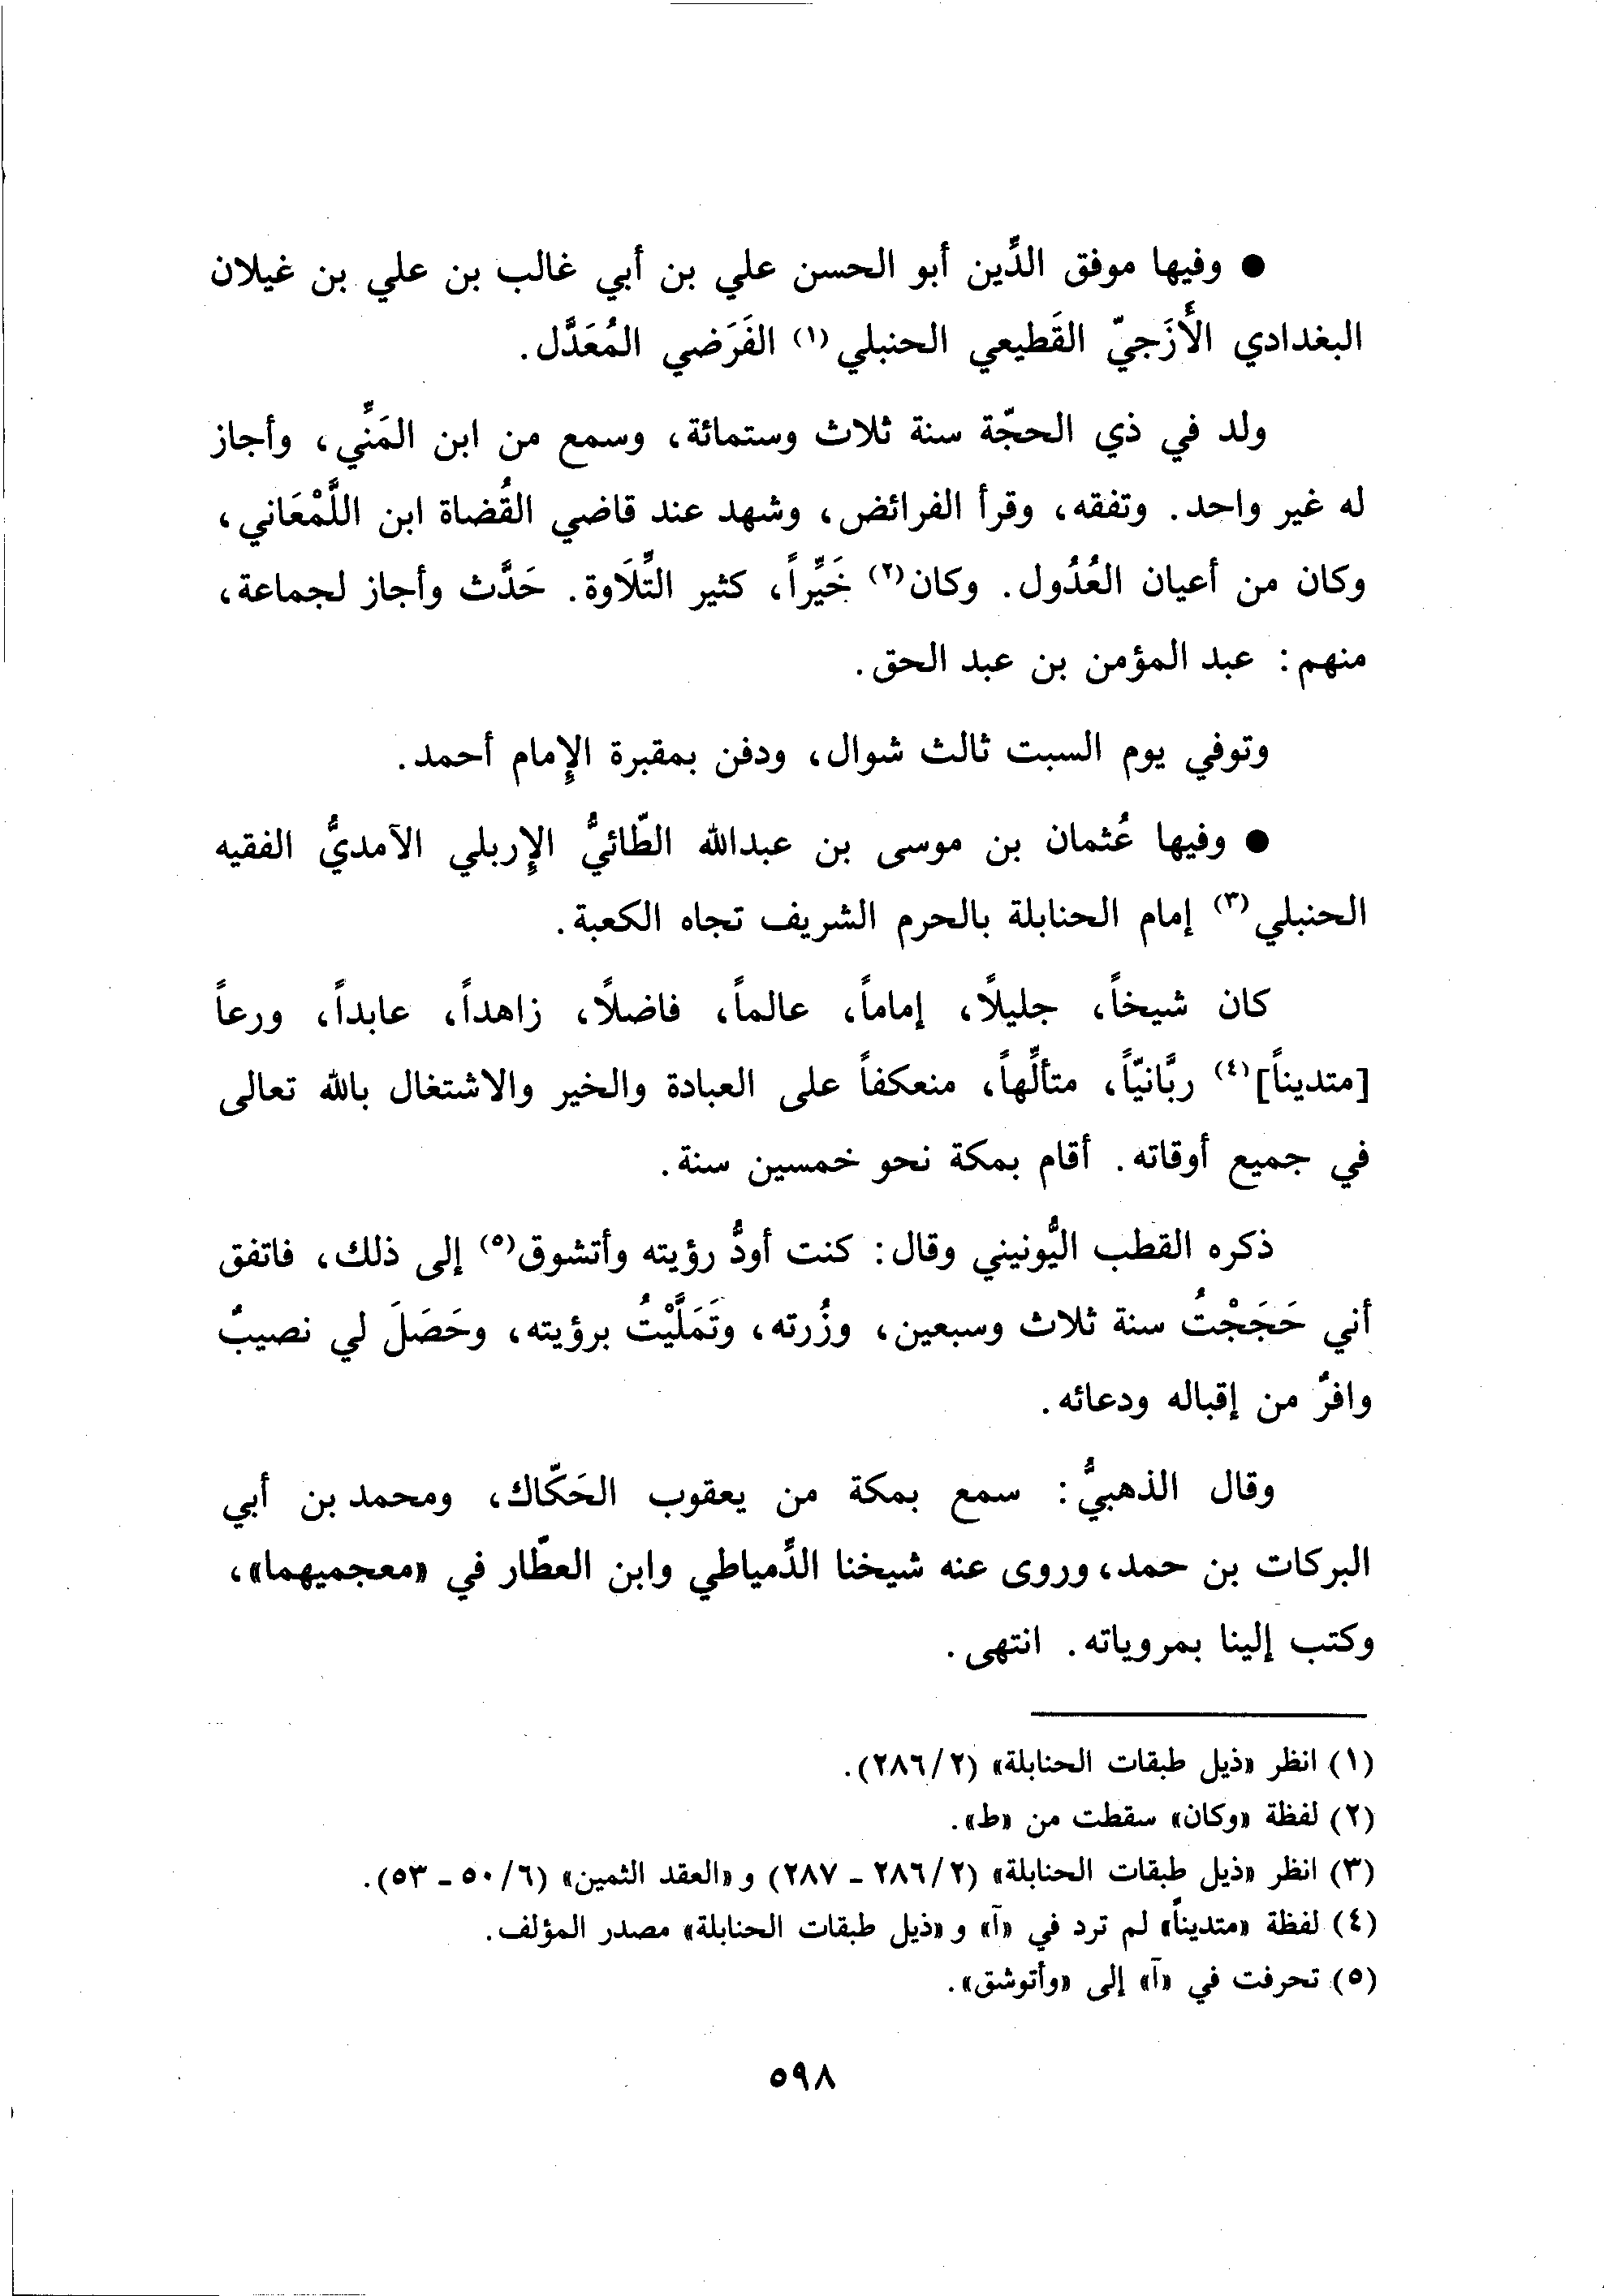 ● وفيها موفق الدِّين أبو الحسن علي بن أبي غالب بن علي بن غيلان
البغدادي الأَزَجيّ القَطيعي الحنبلي (١) الفَرَضي المُعَدَّل.
ولد في ذي الحجّة سنة ثلاث وستمائة، وسمع من ابن المَنِّي، وأجاز
له غير واحد. وتفقه، وقرأ الفرائض، وشهد عند قاضي القُضاة ابن اللَّمْعَاني،
وكان من أعيان العُدُول. وكان(٢) خَيِّراً، كثير التِّلَاوة. حَدَّث وأجاز لجماعة،
منهم: عبد المؤمن بن عبد الحق.
وتوفي يوم السبت ثالث شوال، ودفن بمقبرة الإِمام أحمد.
● وفيها عُثمان بن موسى بن عبدالله الطّائيُّ الإِربلي الآمديُّ الفقيه
الحنبلي(٣) إمام الحنابلة بالحرم الشريف تجاه الكعبة.
كان شيخاً، جليلًا، إماماً، عالماً، فاضلًا، زاهداً، عابداً، ورعاً
[متديناً](٤) ربَّانيّاً، متألِّهاً، منعكفاً على العبادة والخير والاشتغال بالله تعالى
في جميع أوقاته. أقام بمكة نحو خمسين سنة.
ذكره القطب اليُونيني وقال: كنت أودُّ رؤيته وأتشوق(٥) إلى ذلك، فاتفق
أني حَجَجْتُ سنة ثلاث وسبعين، وزُرته، وتَمَلَّيْتُ برؤيته، وحَصَلَ لي نصيبٌ
وافرٌ من إقباله ودعائه.
وقال الذهبيُّ: سمع بمكة من يعقوب الحَكّاك، ومحمد بن أبي
البركات بن حمد، وروى عنه شيخنا الدِّمياطي وابن العطّار في «معجميهما»،
وكتب إلينا بمروياته. انتهى.
(١) انظر «ذيل طبقات الحنابلة» (٢/٢٨٦).
(٢) لفظة «وكان» سقطت من «ط».
(٣) انظر «ذيل طبقات الحنابلة» (٢/٢٨٦ ـ ٢٨٧) و«العقد الثمين» (٦/٥٠ ـ ٥٣).
(٤) لفظة «متديناً» لم ترد في «آ» و «ذيل طبقات الحنابلة» مصدر المؤلف.
(٥) تحرفت في «آ» إلى «وأتوشق».
٥٩٨